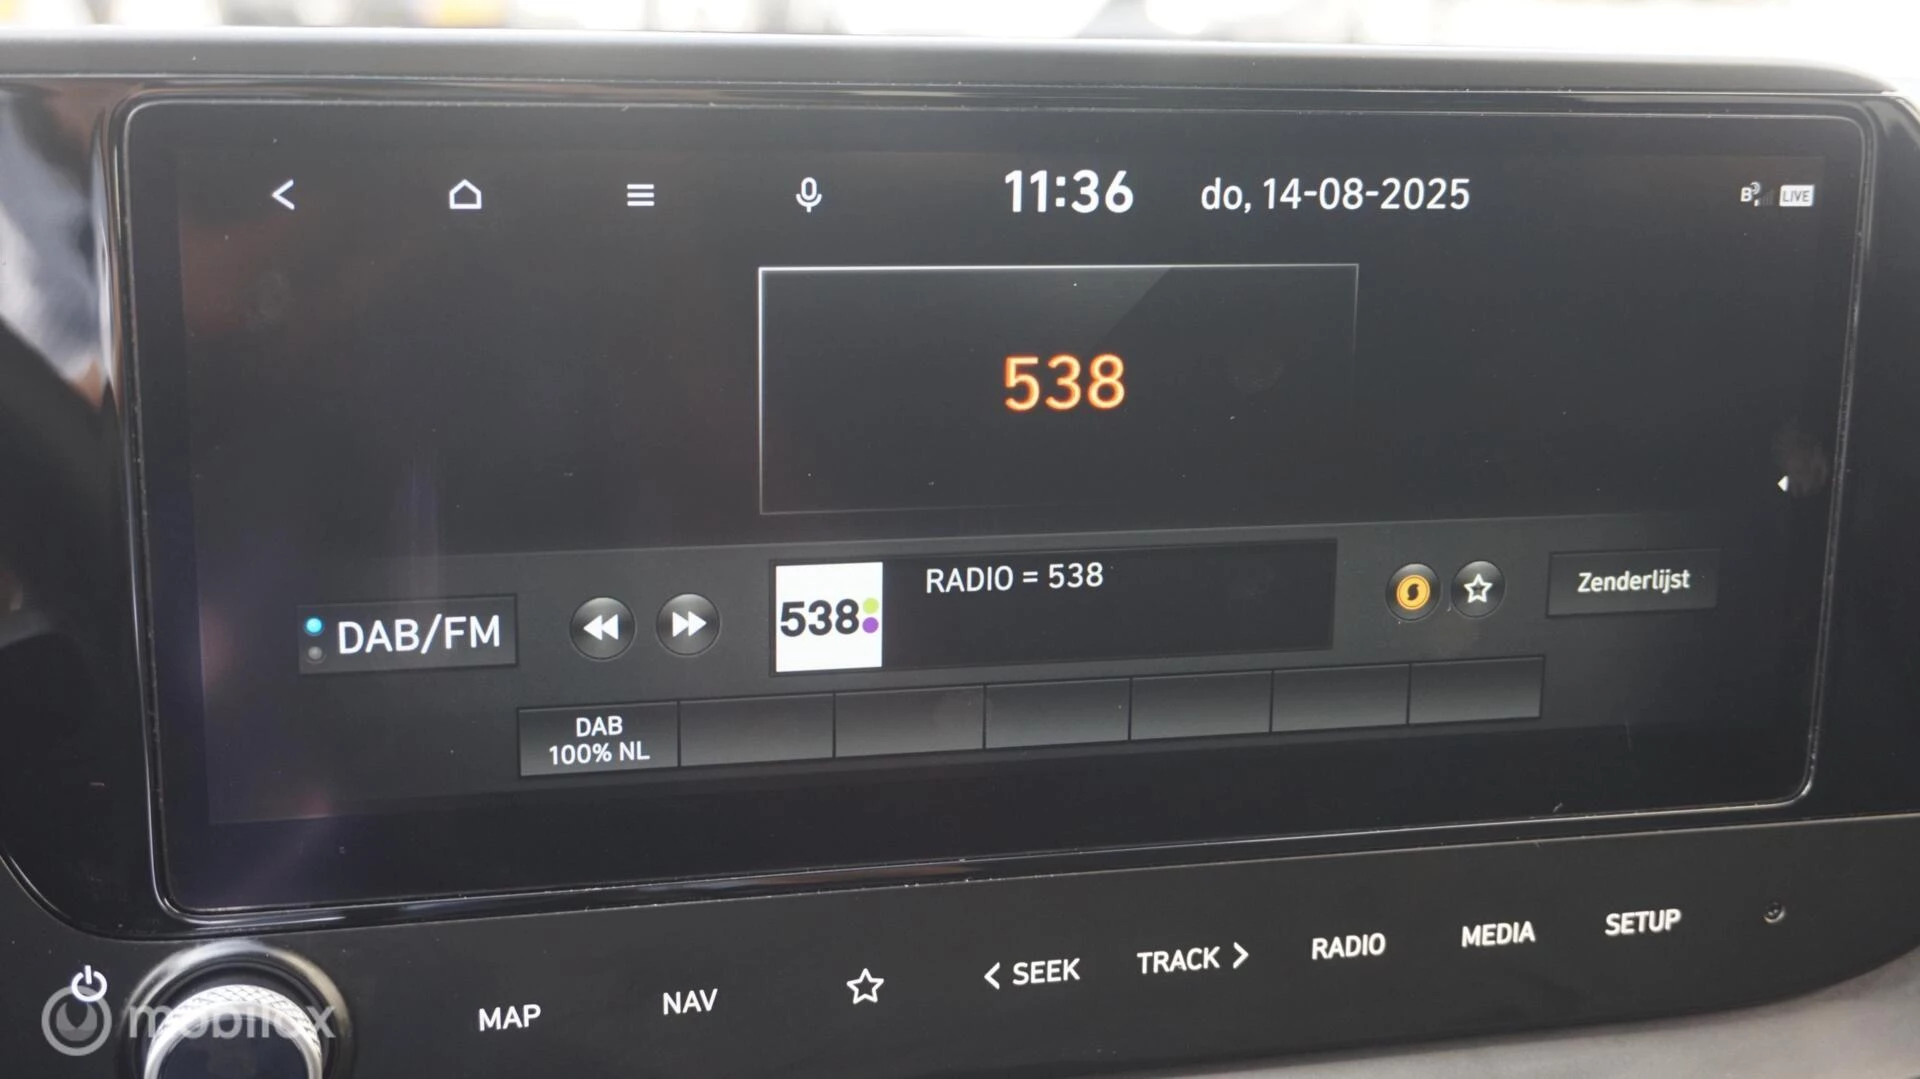 11:36 do, 14-08-2025
LIVE
538
DAB/FM
538
RADIO = 538
Zenderlijst
DAB
100% NL
MAP
NAV
< SEEK
TRACK >
RADIO
MEDIA
SETUP
mobilox